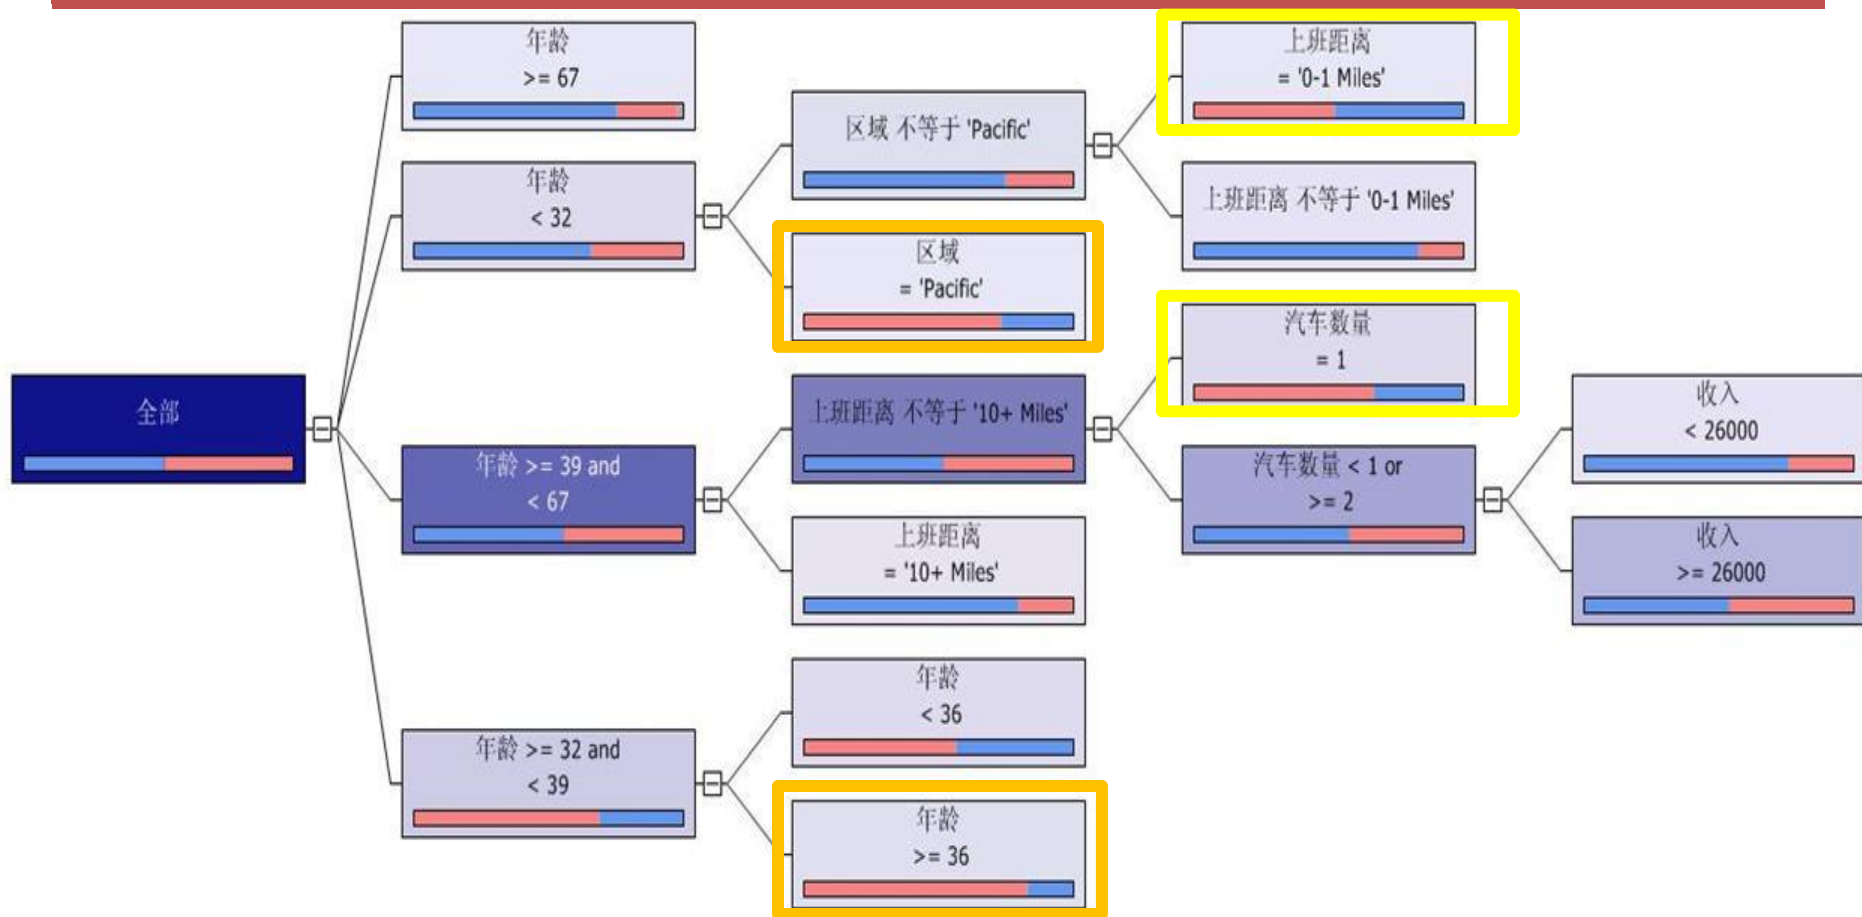 全部
年龄
>= 67
年龄
< 32
年龄 >= 39 and
< 67
年龄 >= 32 and
< 39
区域 不等于 'Pacific'
区域
= 'Pacific'
上班距离 不等于 '10+ Miles'
上班距离
= '10+ Miles'
年龄
< 36
年龄
>= 36
上班距离
= '0-1 Miles'
上班距离 不等于 '0-1 Miles'
汽车数量
= 1
汽车数量 < 1 or
>= 2
收入
< 26000
收入
>= 26000